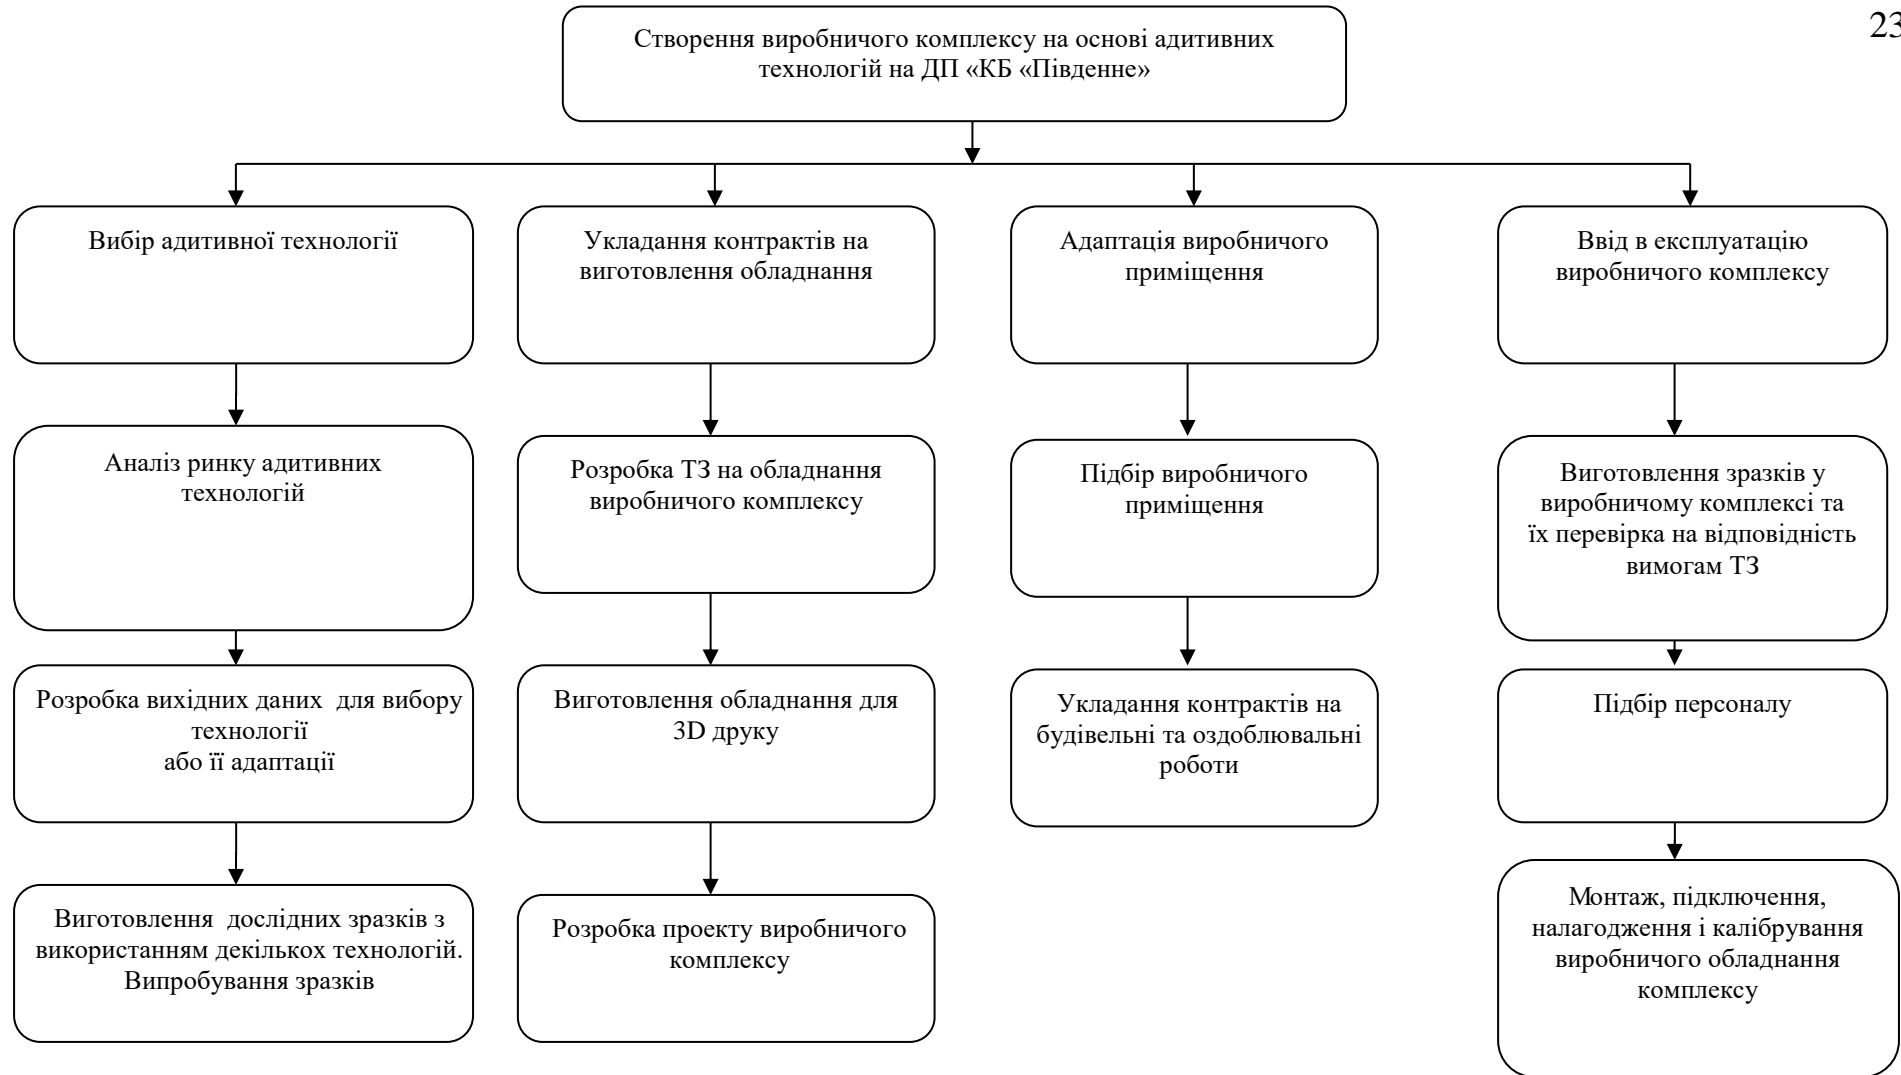 23
Створення виробничого комплексу на основі адитивних
технологій на ДП «КБ «Південне»
Вибір адитивної технології
Укладання контрактів на
виготовлення обладнання
Адаптація виробничого
приміщення
Ввід в експлуатацію
виробничого комплексу
Аналіз ринку адитивних
технологій
Розробка ТЗ на обладнання
виробничого комплексу
Підбір виробничого
приміщення
Виготовлення зразків у
виробничому комплексі та
їх перевірка на відповідність
вимогам ТЗ
Розробка вихідних даних  для вибору
технології
або її адаптації
Виготовлення обладнання для
3D друку
Укладання контрактів на
будівельні та оздоблювальні
роботи
Підбір персоналу
Виготовлення  дослідних зразків з
використанням декількох технологій.
Випробування зразків
Розробка проекту виробничого
комплексу
Монтаж, підключення,
налагодження і калібрування
виробничого обладнання
комплексу